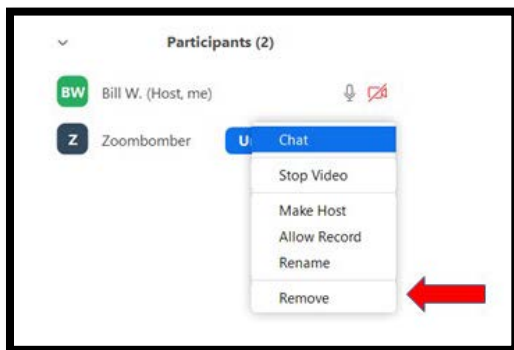 Participants (2)
BW Bill W. (Host, me)
Z Zoombomber
Chat
Stop Video
Make Host
Allow Record
Rename
Remove